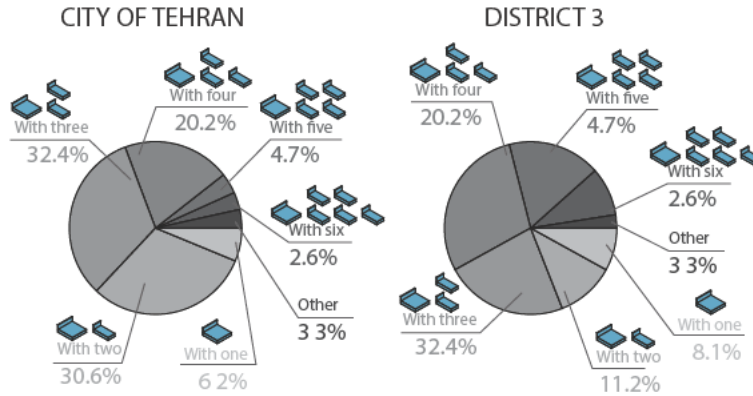 CITY OF TEHRAN
With four
20.2%
With five
4.7%
With three
32.4%
With six
2.6%
Other
3 3%
With two
30.6%
With one
6 2%
DISTRICT 3
With four
20.2%
With five
4.7%
With six
2.6%
Other
3 3%
With three
32.4%
With one
8.1%
With two
11.2%